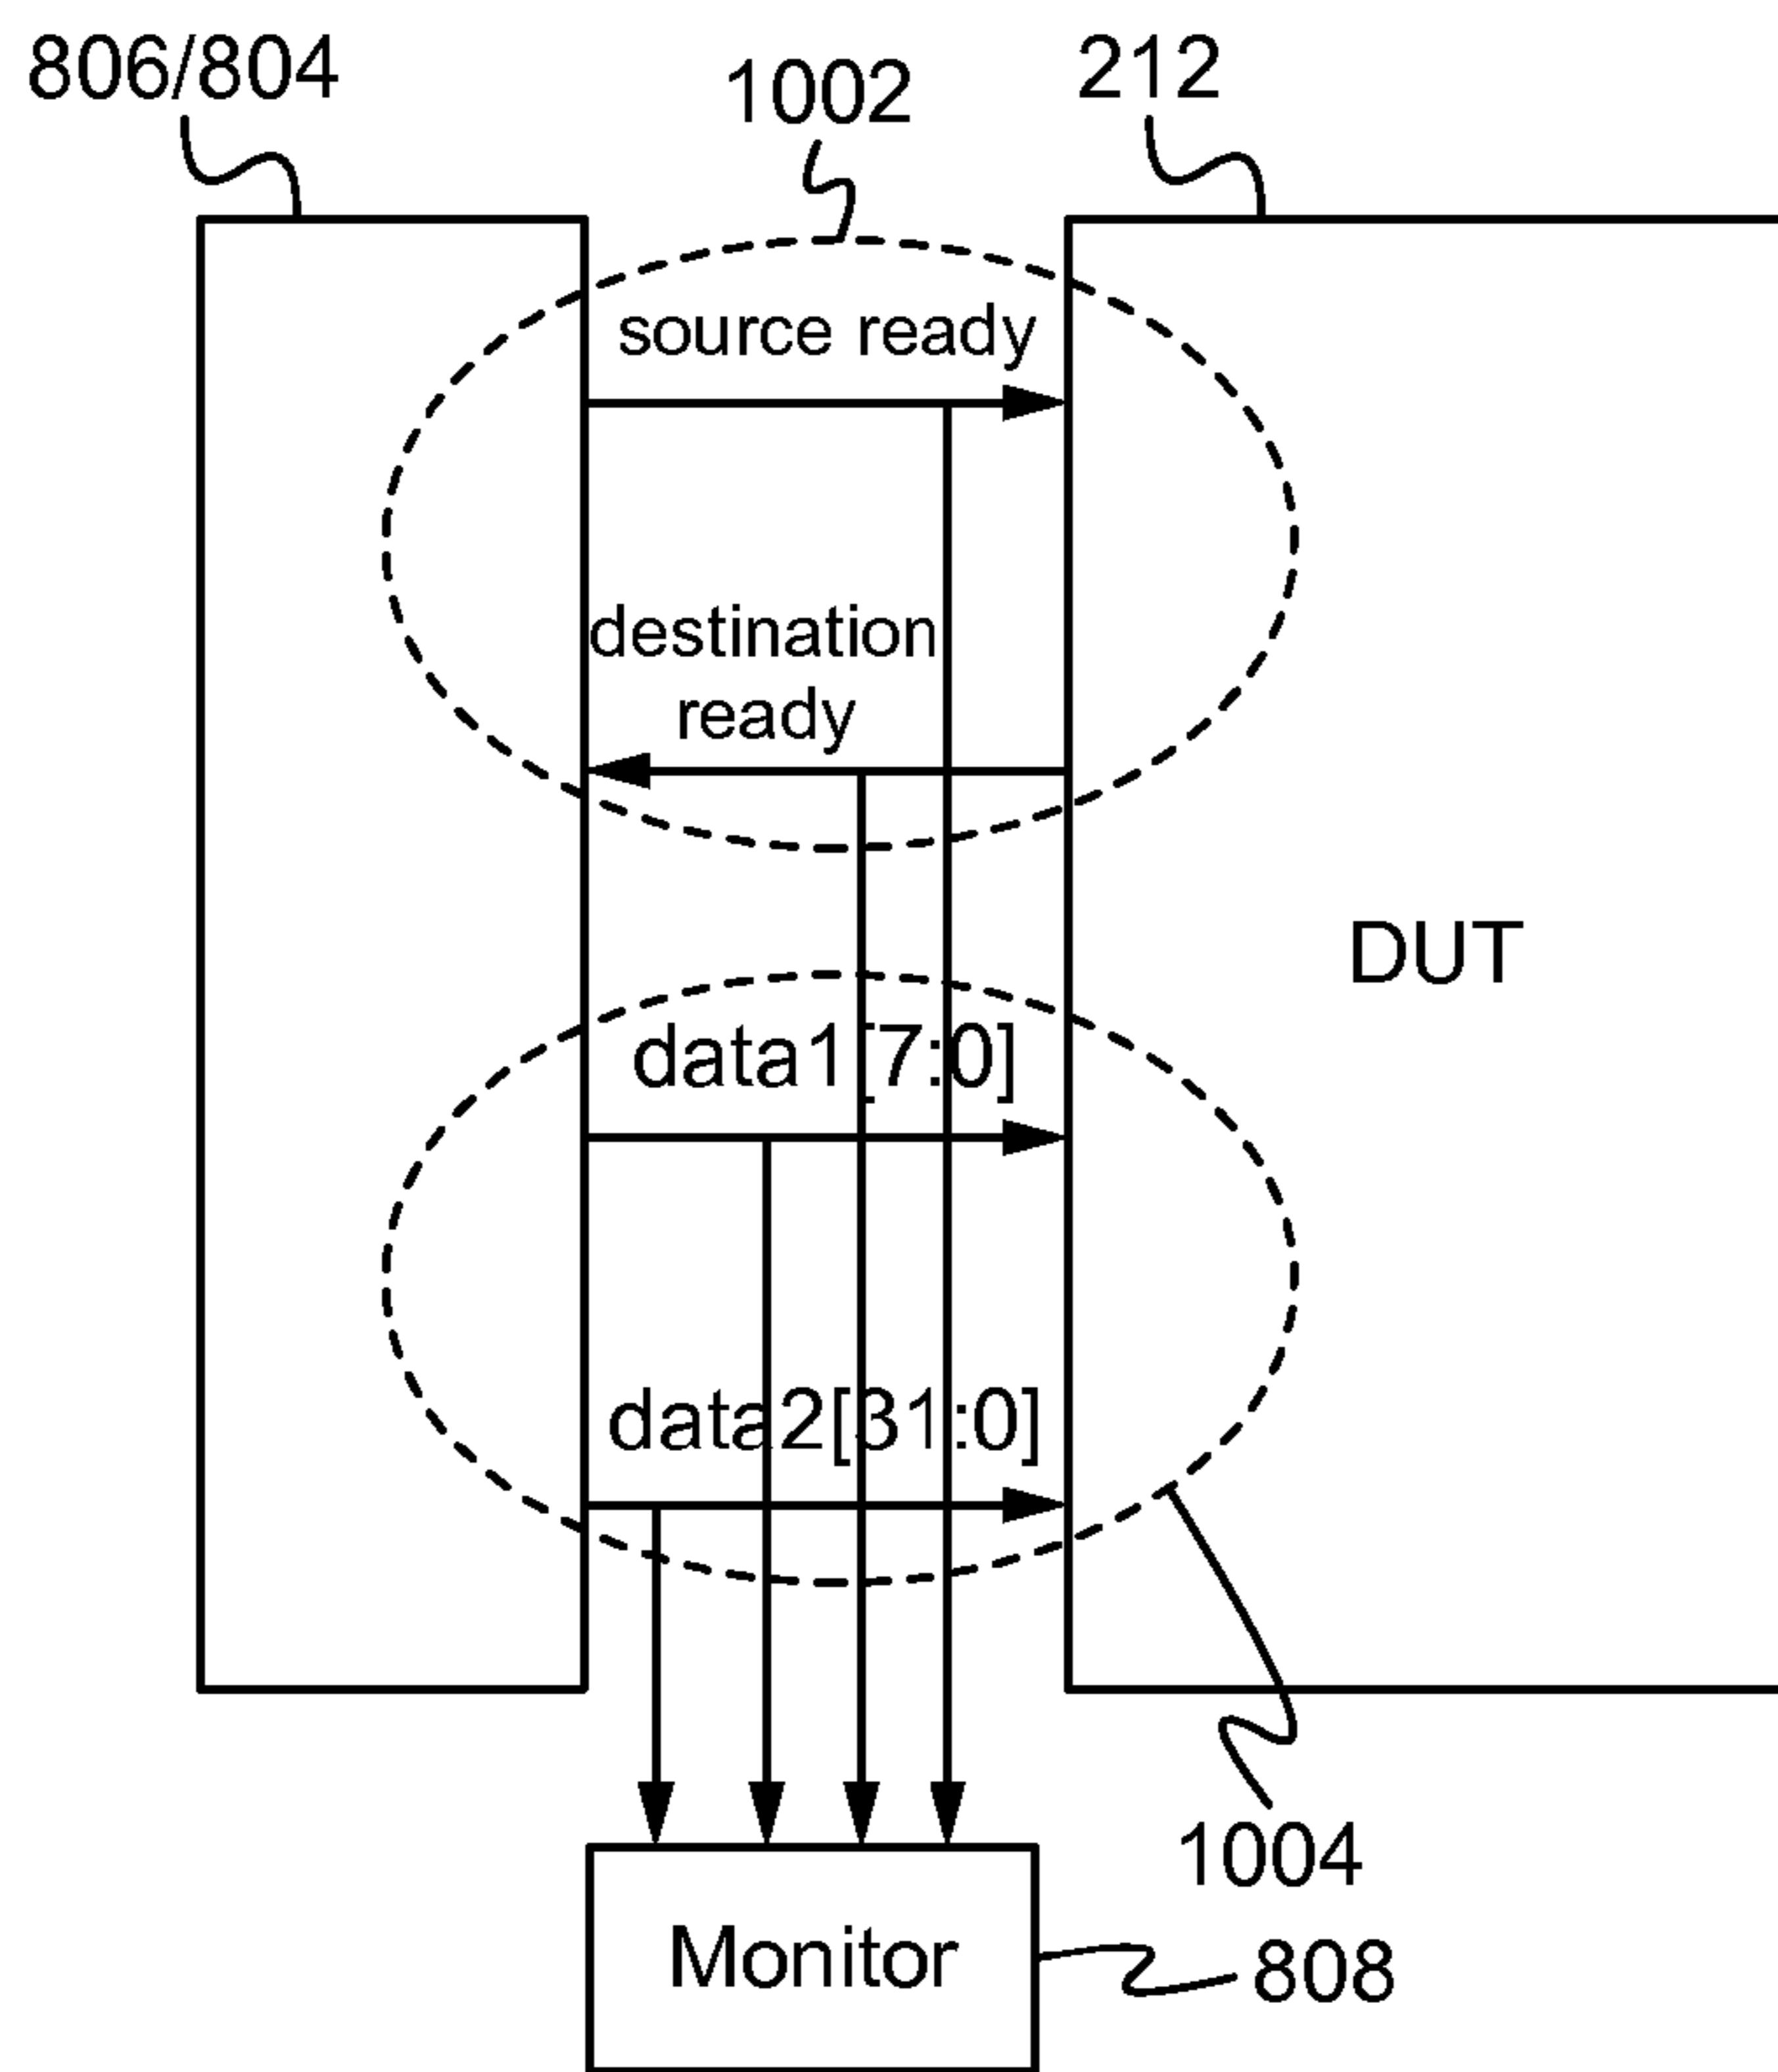 806/804
1002
212
source ready
destination
ready
DUT
data1[7:0]
data2[31:0]
1004
Monitor
808